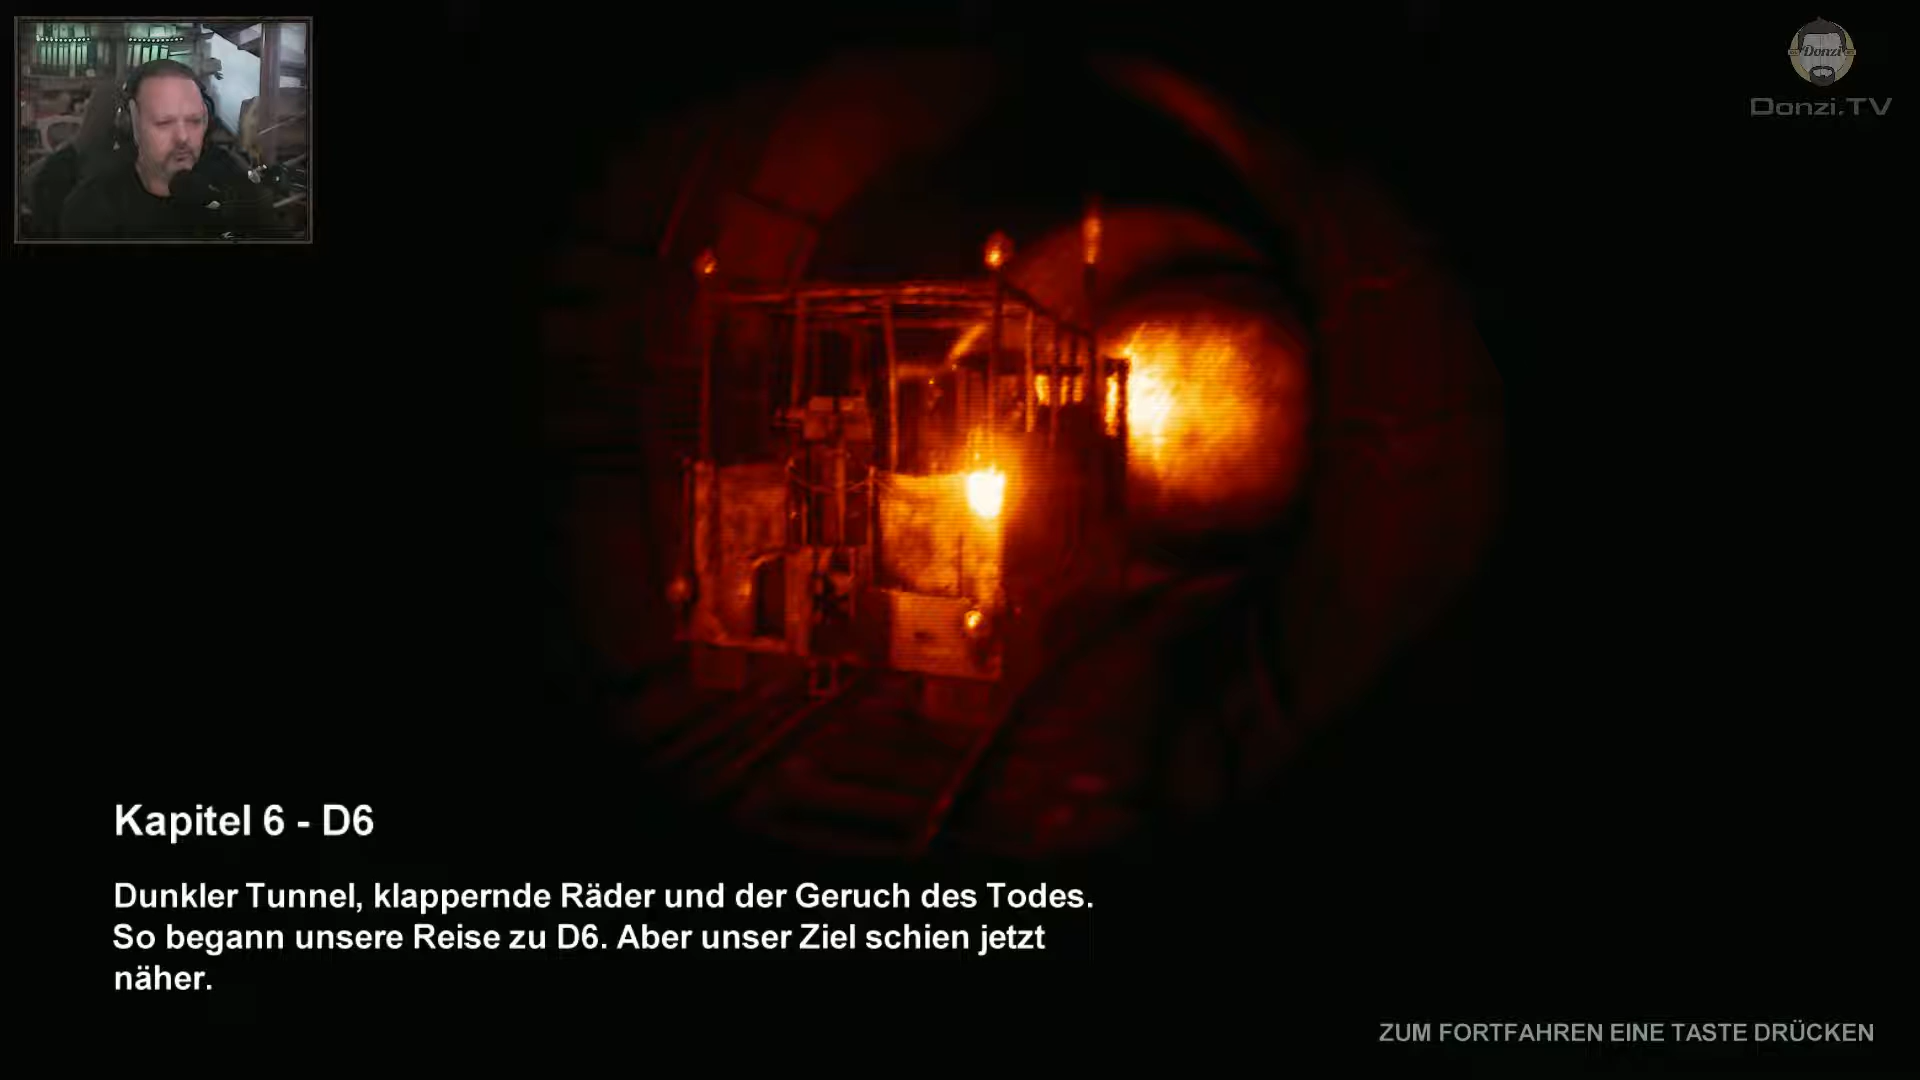 Donzi
Donzi.TV
Kapitel 6 - D6
Dunkler Tunnel, klappernde Räder und der Geruch des Todes.
So begann unsere Reise zu D6. Aber unser Ziel schien jetzt
näher.
ZUM FORTFAHREN EINE TASTE DRÜCKEN